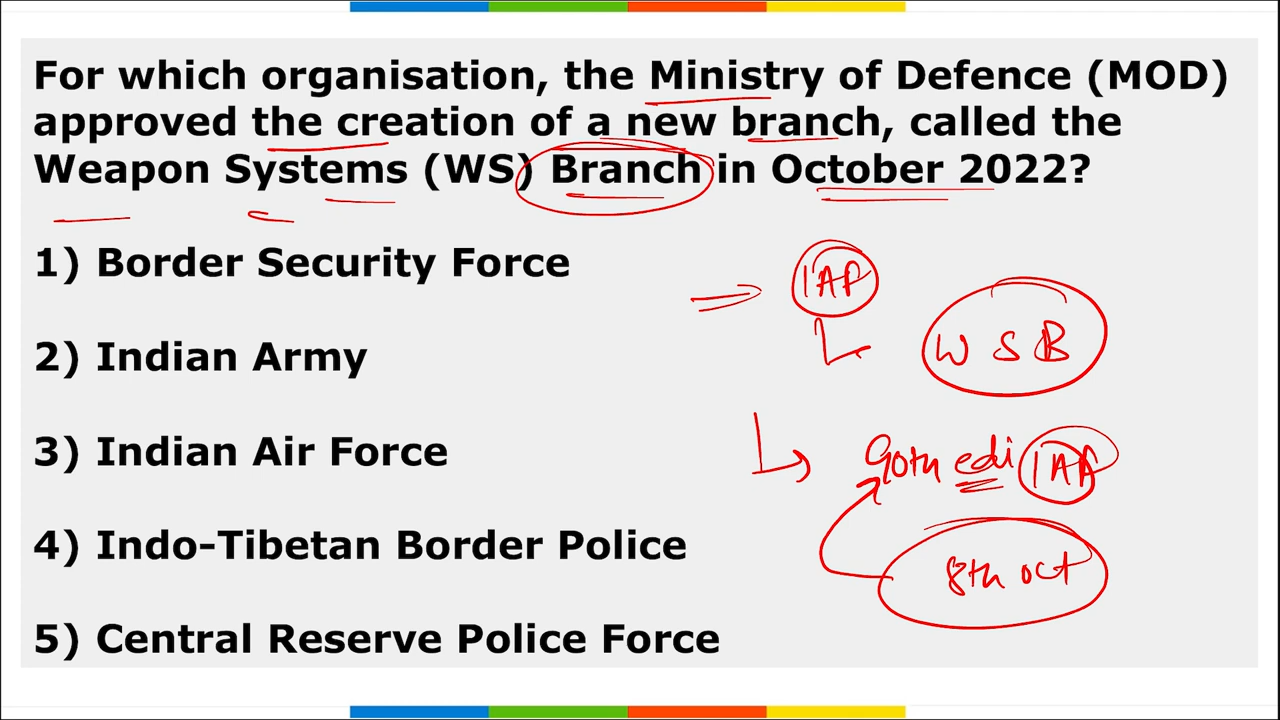 For which organisation, the Ministry of Defence (MOD)
approved the creation of a new branch, called the
Weapon Systems (WS) Branch in October 2022?
1) Border Security Force
IAF
2) Indian Army
W S B
3) Indian Air Force
90th edi IAF
4) Indo-Tibetan Border Police
8th oct
5) Central Reserve Police Force